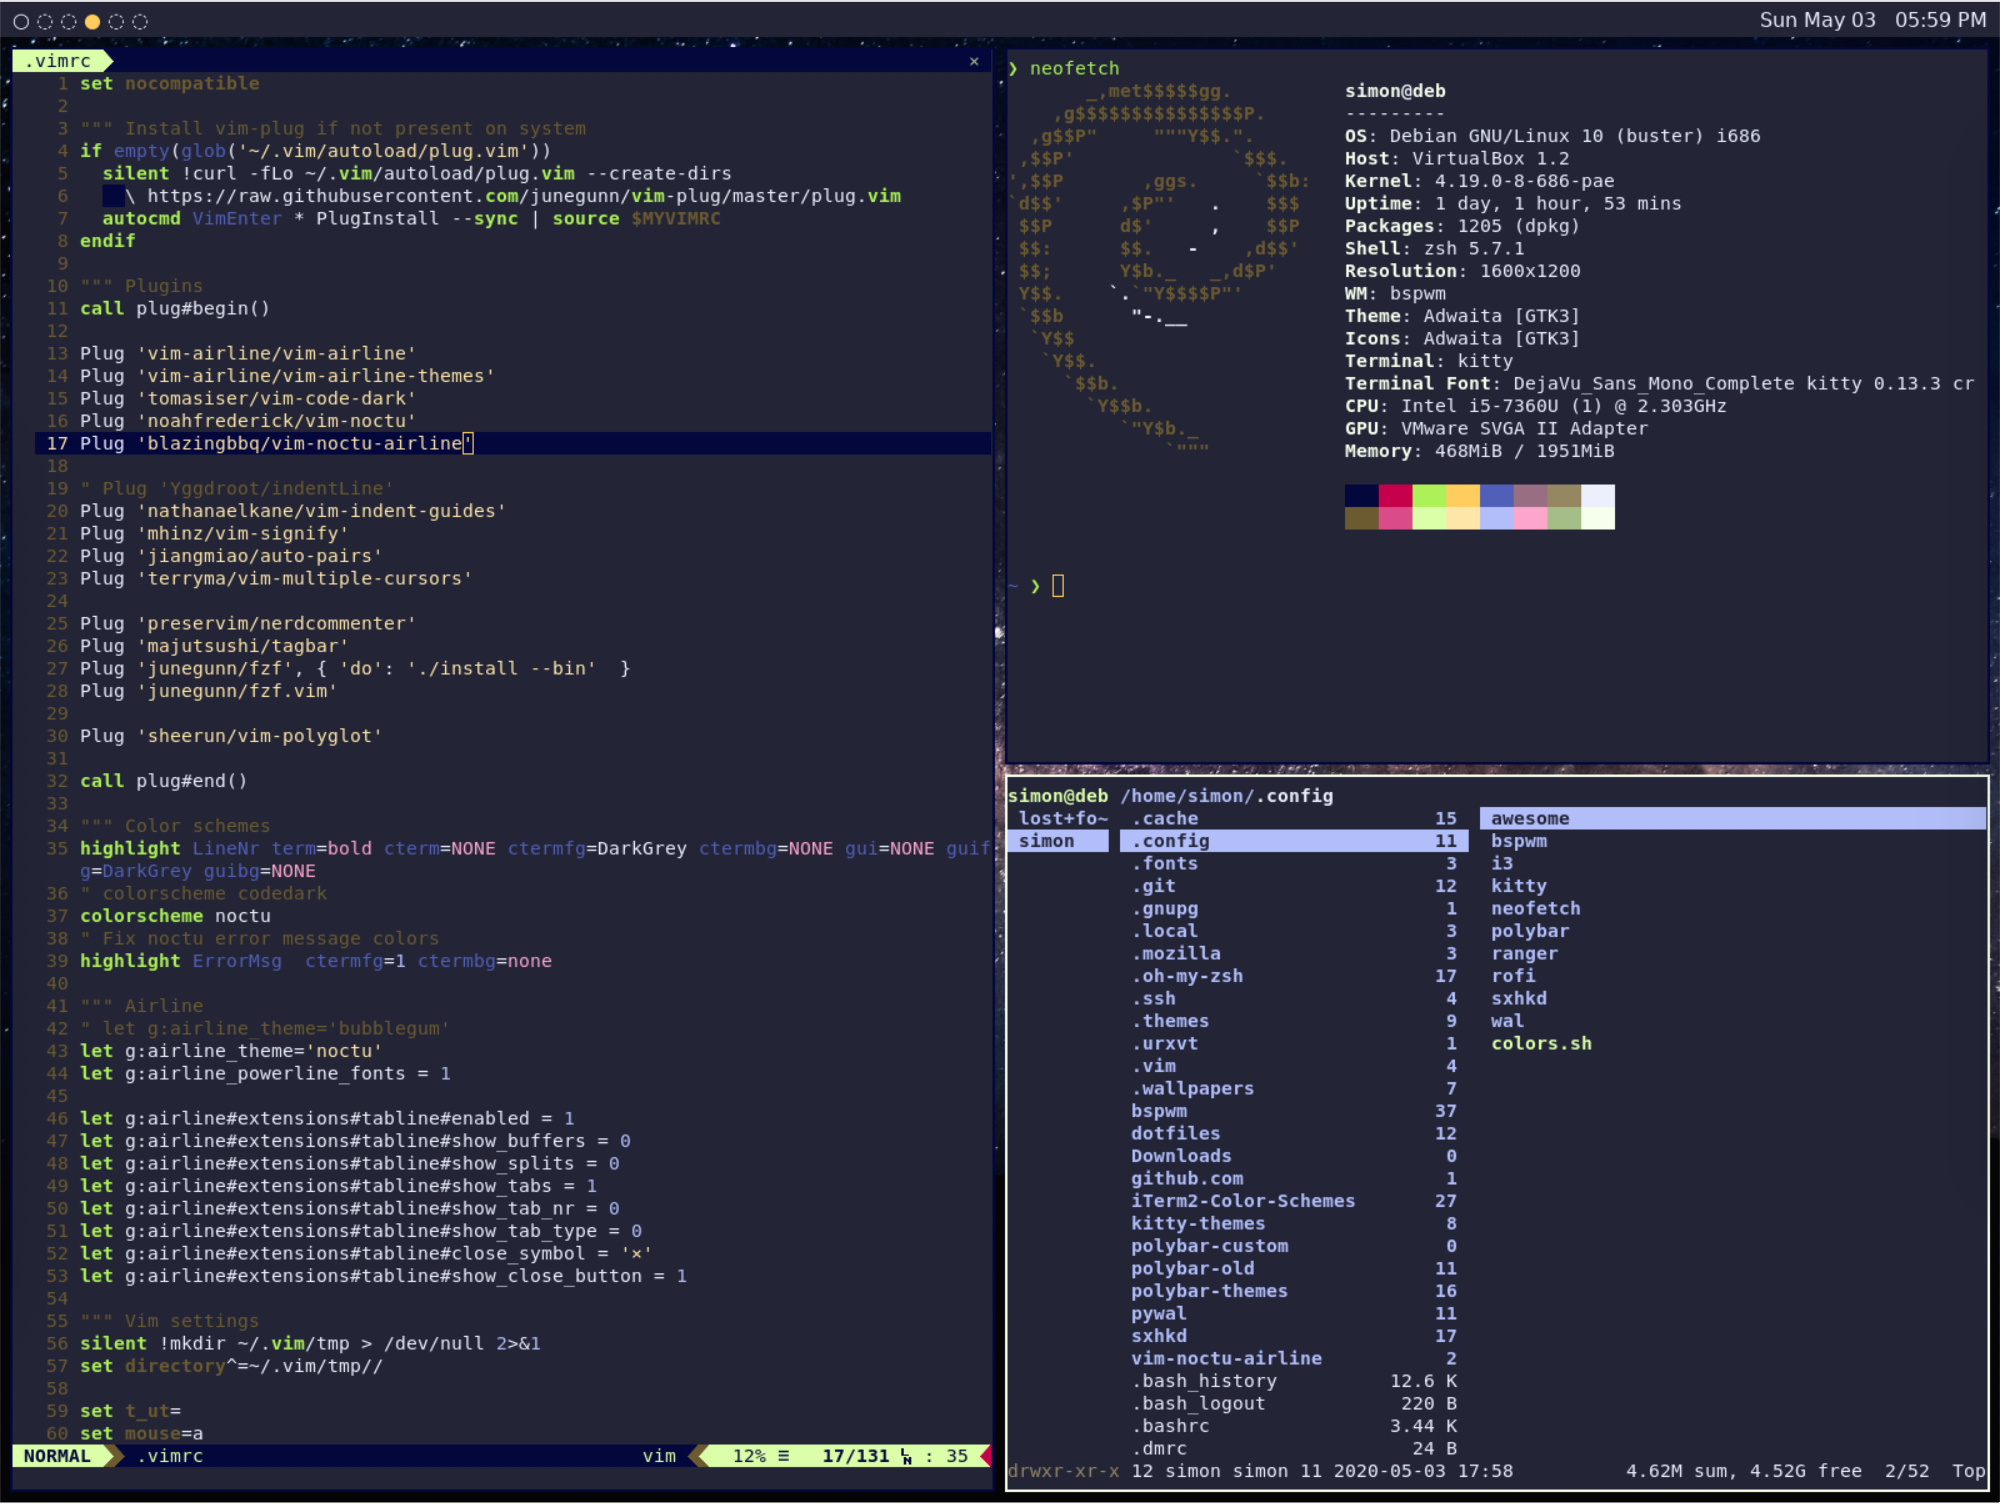 Sun May 03   05:59 PM
.vimrc ×
1 set nocompatible
2
3 """ Install vim-plug if not present on system
4 if empty(glob('~/.vim/autoload/plug.vim'))
5   silent !curl -fLo ~/.vim/autoload/plug.vim --create-dirs
6     \ https://raw.githubusercontent.com/junegunn/vim-plug/master/plug.vim
7   autocmd VimEnter * PlugInstall --sync | source $MYVIMRC
8 endif
9
10 """ Plugins
11 call plug#begin()
12
13 Plug 'vim-airline/vim-airline'
14 Plug 'vim-airline/vim-airline-themes'
15 Plug 'tomasiser/vim-code-dark'
16 Plug 'noahfrederick/vim-noctu'
17 Plug 'blazingbbq/vim-noctu-airline'
18
19 " Plug 'Yggdroot/indentLine'
20 Plug 'nathanaelkane/vim-indent-guides'
21 Plug 'mhinz/vim-signify'
22 Plug 'jiangmiao/auto-pairs'
23 Plug 'terryma/vim-multiple-cursors'
24
25 Plug 'preservim/nerdcommenter'
26 Plug 'majutsushi/tagbar'
27 Plug 'junegunn/fzf', { 'do': './install --bin'  }
28 Plug 'junegunn/fzf.vim'
29
30 Plug 'sheerun/vim-polyglot'
31
32 call plug#end()
33
34 """ Color schemes
35 highlight LineNr term=bold cterm=NONE ctermfg=DarkGrey ctermbg=NONE gui=NONE guif
g=DarkGrey guibg=NONE
36 " colorscheme codedark
37 colorscheme noctu
38 " Fix noctu error message colors
39 highlight ErrorMsg  ctermfg=1 ctermbg=none
40
41 """ Airline
42 " let g:airline_theme='bubblegum'
43 let g:airline_theme='noctu'
44 let g:airline_powerline_fonts = 1
45
46 let g:airline#extensions#tabline#enabled = 1
47 let g:airline#extensions#tabline#show_buffers = 0
48 let g:airline#extensions#tabline#show_splits = 0
49 let g:airline#extensions#tabline#show_tabs = 1
50 let g:airline#extensions#tabline#show_tab_nr = 0
51 let g:airline#extensions#tabline#show_tab_type = 0
52 let g:airline#extensions#tabline#close_symbol = '×'
53 let g:airline#extensions#tabline#show_close_button = 1
54
55 """ Vim settings
56 silent !mkdir ~/.vim/tmp > /dev/null 2>&1
57 set directory^=~/.vim/tmp//
58
59 set t_ut=
60 set mouse=a
NORMAL .vimrc vim 12% ☰ 17/131 ␤ : 35
❯ neofetch
       _,met$$$$$gg.
    ,g$$$$$$$$$$$$$$$P.
  ,g$$P"     """Y$$.".
 ,$$P'              `$$$.
',$$P       ,ggs.     `$$b:
`d$$'     ,$P"'   .    $$$
 $$P      d$'     ,    $$P
 $$:      $$.   -    ,d$$'
 $$;      Y$b._   _,d$P'
 Y$$.    `.`"Y$$$$P"'
 `$$b      "-.__
  `Y$$
   `Y$$.
     `$$b.
       `Y$$b.
          `"Y$b._
              `"""
simon@deb
---------
OS: Debian GNU/Linux 10 (buster) i686
Host: VirtualBox 1.2
Kernel: 4.19.0-8-686-pae
Uptime: 1 day, 1 hour, 53 mins
Packages: 1205 (dpkg)
Shell: zsh 5.7.1
Resolution: 1600x1200
WM: bspwm
Theme: Adwaita [GTK3]
Icons: Adwaita [GTK3]
Terminal: kitty
Terminal Font: DejaVu_Sans_Mono_Complete kitty 0.13.3 cr
CPU: Intel i5-7360U (1) @ 2.303GHz
GPU: VMware SVGA II Adapter
Memory: 468MiB / 1951MiB
~ ❯
simon@deb /home/simon/.config
lost+fo~
simon
.cache 15
.config 11
.fonts 3
.git 12
.gnupg 1
.local 3
.mozilla 3
.oh-my-zsh 17
.ssh 4
.themes 9
.urxvt 1
.vim 4
.wallpapers 7
bspwm 37
dotfiles 12
Downloads 0
github.com 1
iTerm2-Color-Schemes 27
kitty-themes 8
polybar-custom 0
polybar-old 11
polybar-themes 16
pywal 11
sxhkd 17
vim-noctu-airline 2
.bash_history 12.6 K
.bash_logout 220 B
.bashrc 3.44 K
.dmrc 24 B
awesome
bspwm
i3
kitty
neofetch
polybar
ranger
rofi
sxhkd
wal
colors.sh
drwxr-xr-x 12 simon simon 11 2020-05-03 17:58 4.62M sum, 4.52G free  2/52  Top